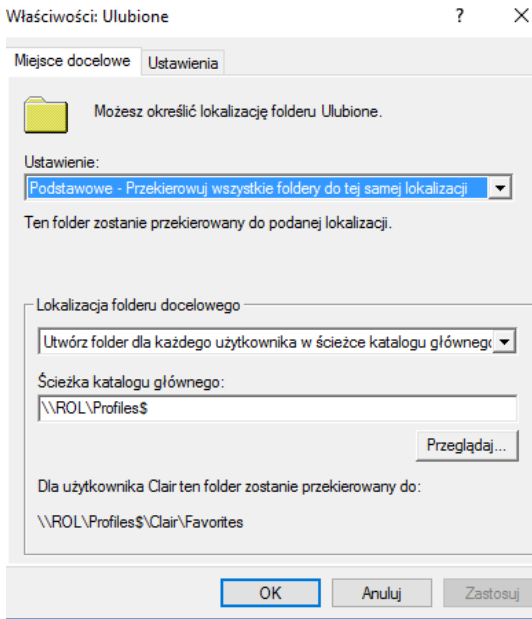 Właściwości: Ulubione
Miejsce docelowe
Ustawienia
Możesz określić lokalizację folderu Ulubione.
Ustawienie:
Podstawowe - Przekierowuj wszystkie foldery do tej samej lokalizacji
Ten folder zostanie przekierowany do podanej lokalizacji.
Lokalizacja folderu docelowego
Utwórz folder dla każdego użytkownika w ścieżce katalogu główneg
Ścieżka katalogu głównego:
\\ROL\Profiles$
Przeglądaj...
Dla użytkownika Clair ten folder zostanie przekierowany do:
\\ROL\Profiles$\Clair\Favorites
OK
Anuluj
Zastosuj